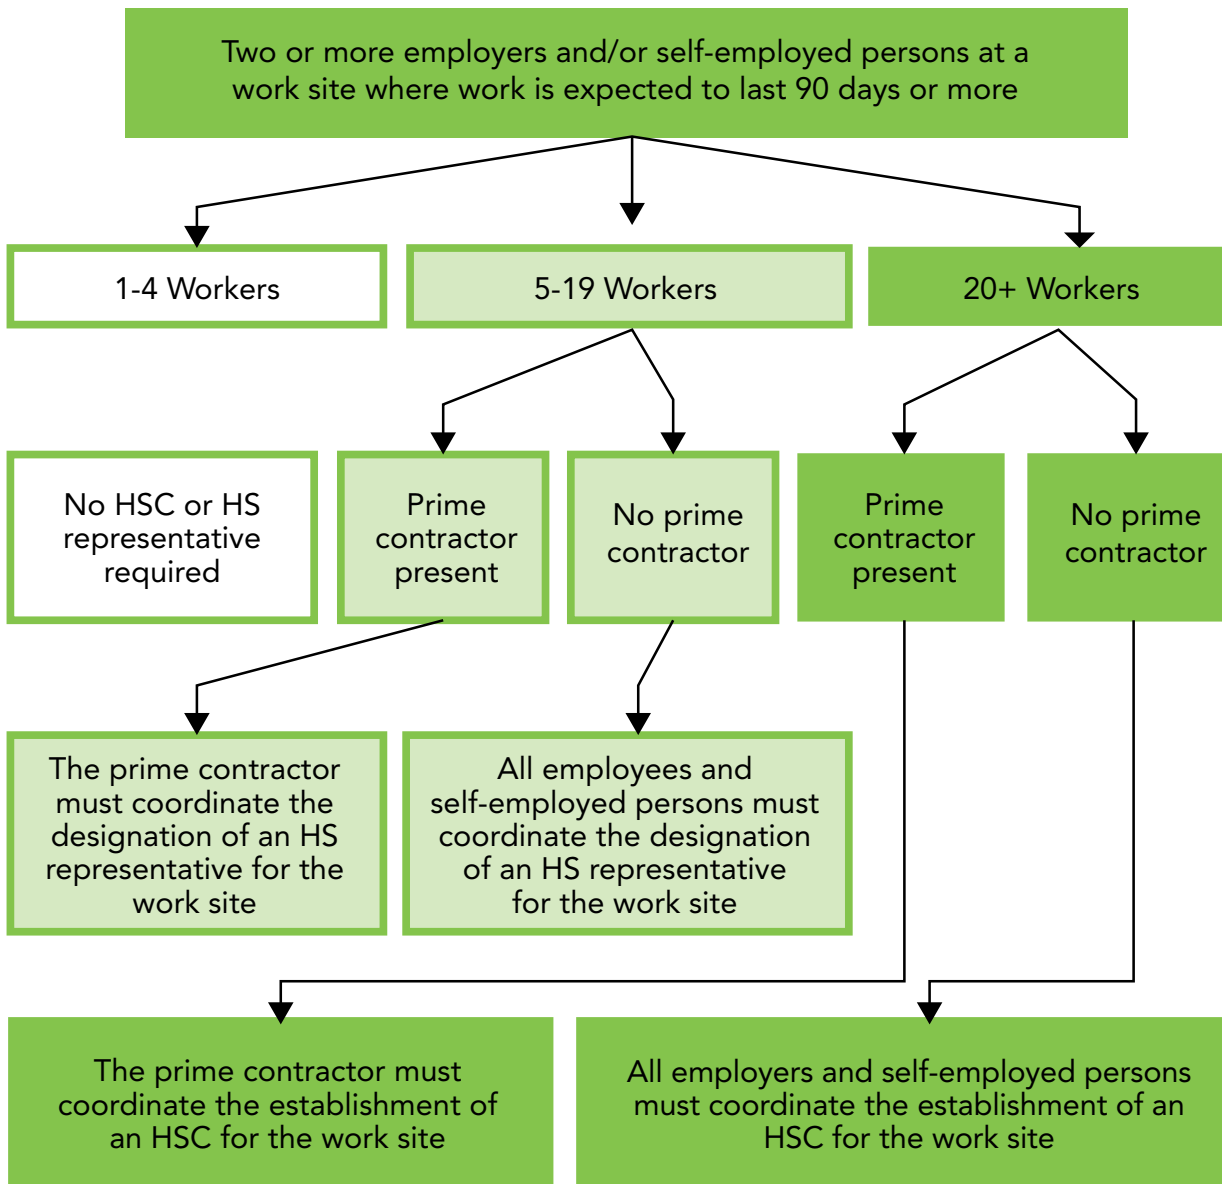 Two or more employers and/or self-employed persons at a
work site where work is expected to last 90 days or more
1-4 Workers
5-19 Workers
20+ Workers
No HSC or HS
representative
required
Prime
contractor
present
No prime
contractor
Prime
contractor
present
No prime
contractor
The prime contractor
must coordinate the
designation of an HS
representative for the
work site
All employees and
self-employed persons must
coordinate the designation
of an HS representative
for the work site
The prime contractor must
coordinate the establishment of
an HSC for the work site
All employers and self-employed persons
must coordinate the establishment of an
HSC for the work site